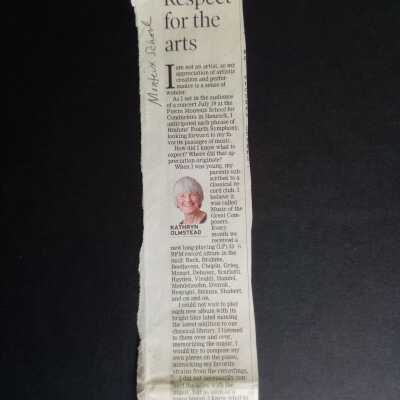 Monteux School
Respect
for the
arts
I am not an artist, so my
appreciation of artistic
creation and perfor-
mance is a sense of
wonder.
As I sat in the audience
of a concert July 19 at the
Pierre Monteux School for
Conductors in Hancock, I
anticipated each phrase of
Brahms' Fourth Symphony,
looking forward to my fa-
vorite passages of music.
How did I know what to
expect? Where did that ap-
preciation originate?
When I was young, my
parents sub-
scribed to a
classical re-
cord club. I
believe it
was called
Music of the
Great Com-
posers.
Every
month we
received a
KATHRYN
OLMSTEAD
new long-playing (LP) 33
RPM record album in the
mail: Bach, Brahms,
Beethoven, Chopin, Grieg,
Mozart, Debussy, Scarlatti,
Hayden, Vivaldi, Handel,
Mendelssohn, Dvorak,
Respighi, Strauss, Shubert,
and on and on.
I could not wait to play
each new album with its
bright blue label marking
the latest addition to our
classical library. I listened
to them over and over,
memorizing the music. I
would try to compose my
own pieces on the piano,
mimicking my favorite
strains from the recordings.
I did not necessarily